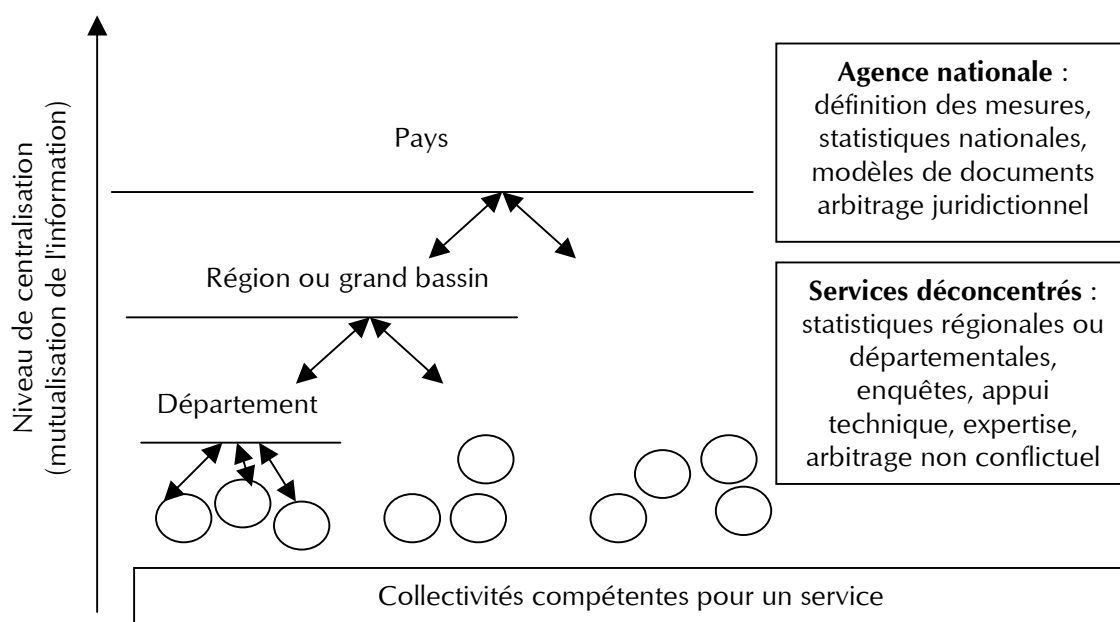 Niveau de centralisation
(mutualisation de l'information)
Pays
Région ou grand bassin
Département
Agence nationale :
définition des mesures,
statistiques nationales,
modèles de documents
arbitrage juridictionnel
Services déconcentrés :
statistiques régionales ou
départementales,
enquêtes, appui
technique, expertise,
arbitrage non conflictuel
Collectivités compétentes pour un service